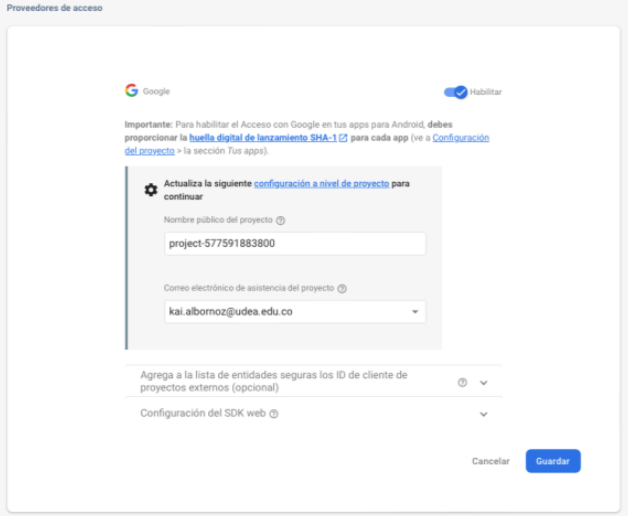 Proveedores de acceso
Google
Habilitar
Importante: Para habilitar el Acceso con Google en tus apps para Android, debes
proporcionar la huella digital de lanzamiento SHA-1 para cada app (ve a Configuración
del proyecto > la sección Tus apps).
Actualiza la siguiente configuración a nivel de proyecto para
continuar
Nombre público del proyecto
project-577591883800
Correo electrónico de asistencia del proyecto
kai.albornoz@udea.edu.co
Agrega a la lista de entidades seguras los ID de cliente de
proyectos externos (opcional)
Configuración del SDK web
Cancelar
Guardar